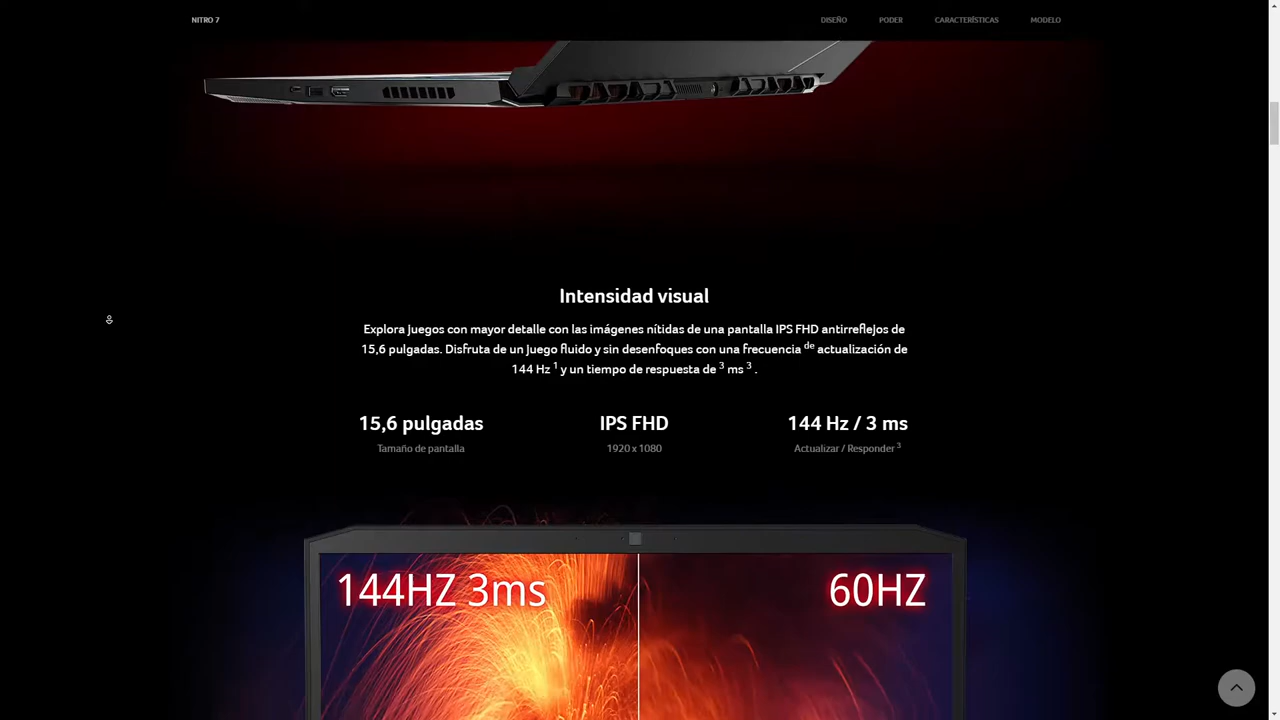 NITRO 7
DISEÑO
PODER
CARACTERÍSTICAS
MODELO
Intensidad visual
Explora Juegos con mayor detalle con las imágenes nítidas de una pantalla IPS FHD antirreflejos de
15,6 pulgadas. Disfruta de un juego fluido y sin desenfoques con una frecuencia de actualización de
144 Hz 1 y un tiempo de respuesta de 3 ms 3 .
15,6 pulgadas
Tamaño de pantalla
IPS FHD
1920 x 1080
144 Hz / 3 ms
Actualizar / Responder 3
144HZ 3ms
60HZ